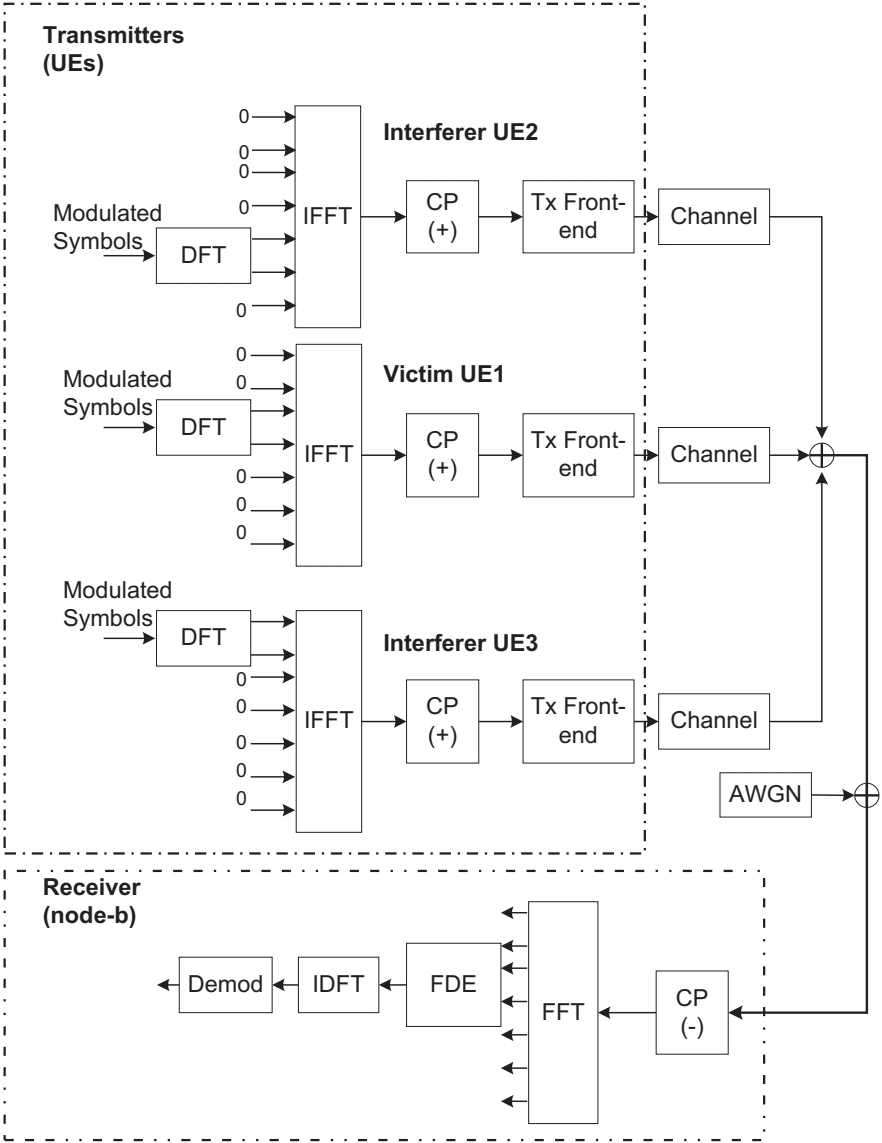 Transmitters
(UEs)
0
0
0
0
0
Modulated
Symbols
DFT
IFFT
Interferer UE2
CP
(+)
Tx Front-
end
Channel
0
0
0
0
0
Modulated
Symbols
DFT
IFFT
Victim UE1
CP
(+)
Tx Front-
end
Channel
Modulated
Symbols
DFT
0
0
0
0
0
IFFT
Interferer UE3
CP
(+)
Tx Front-
end
Channel
AWGN
Receiver
(node-b)
Demod
IDFT
FDE
FFT
CP
(-)